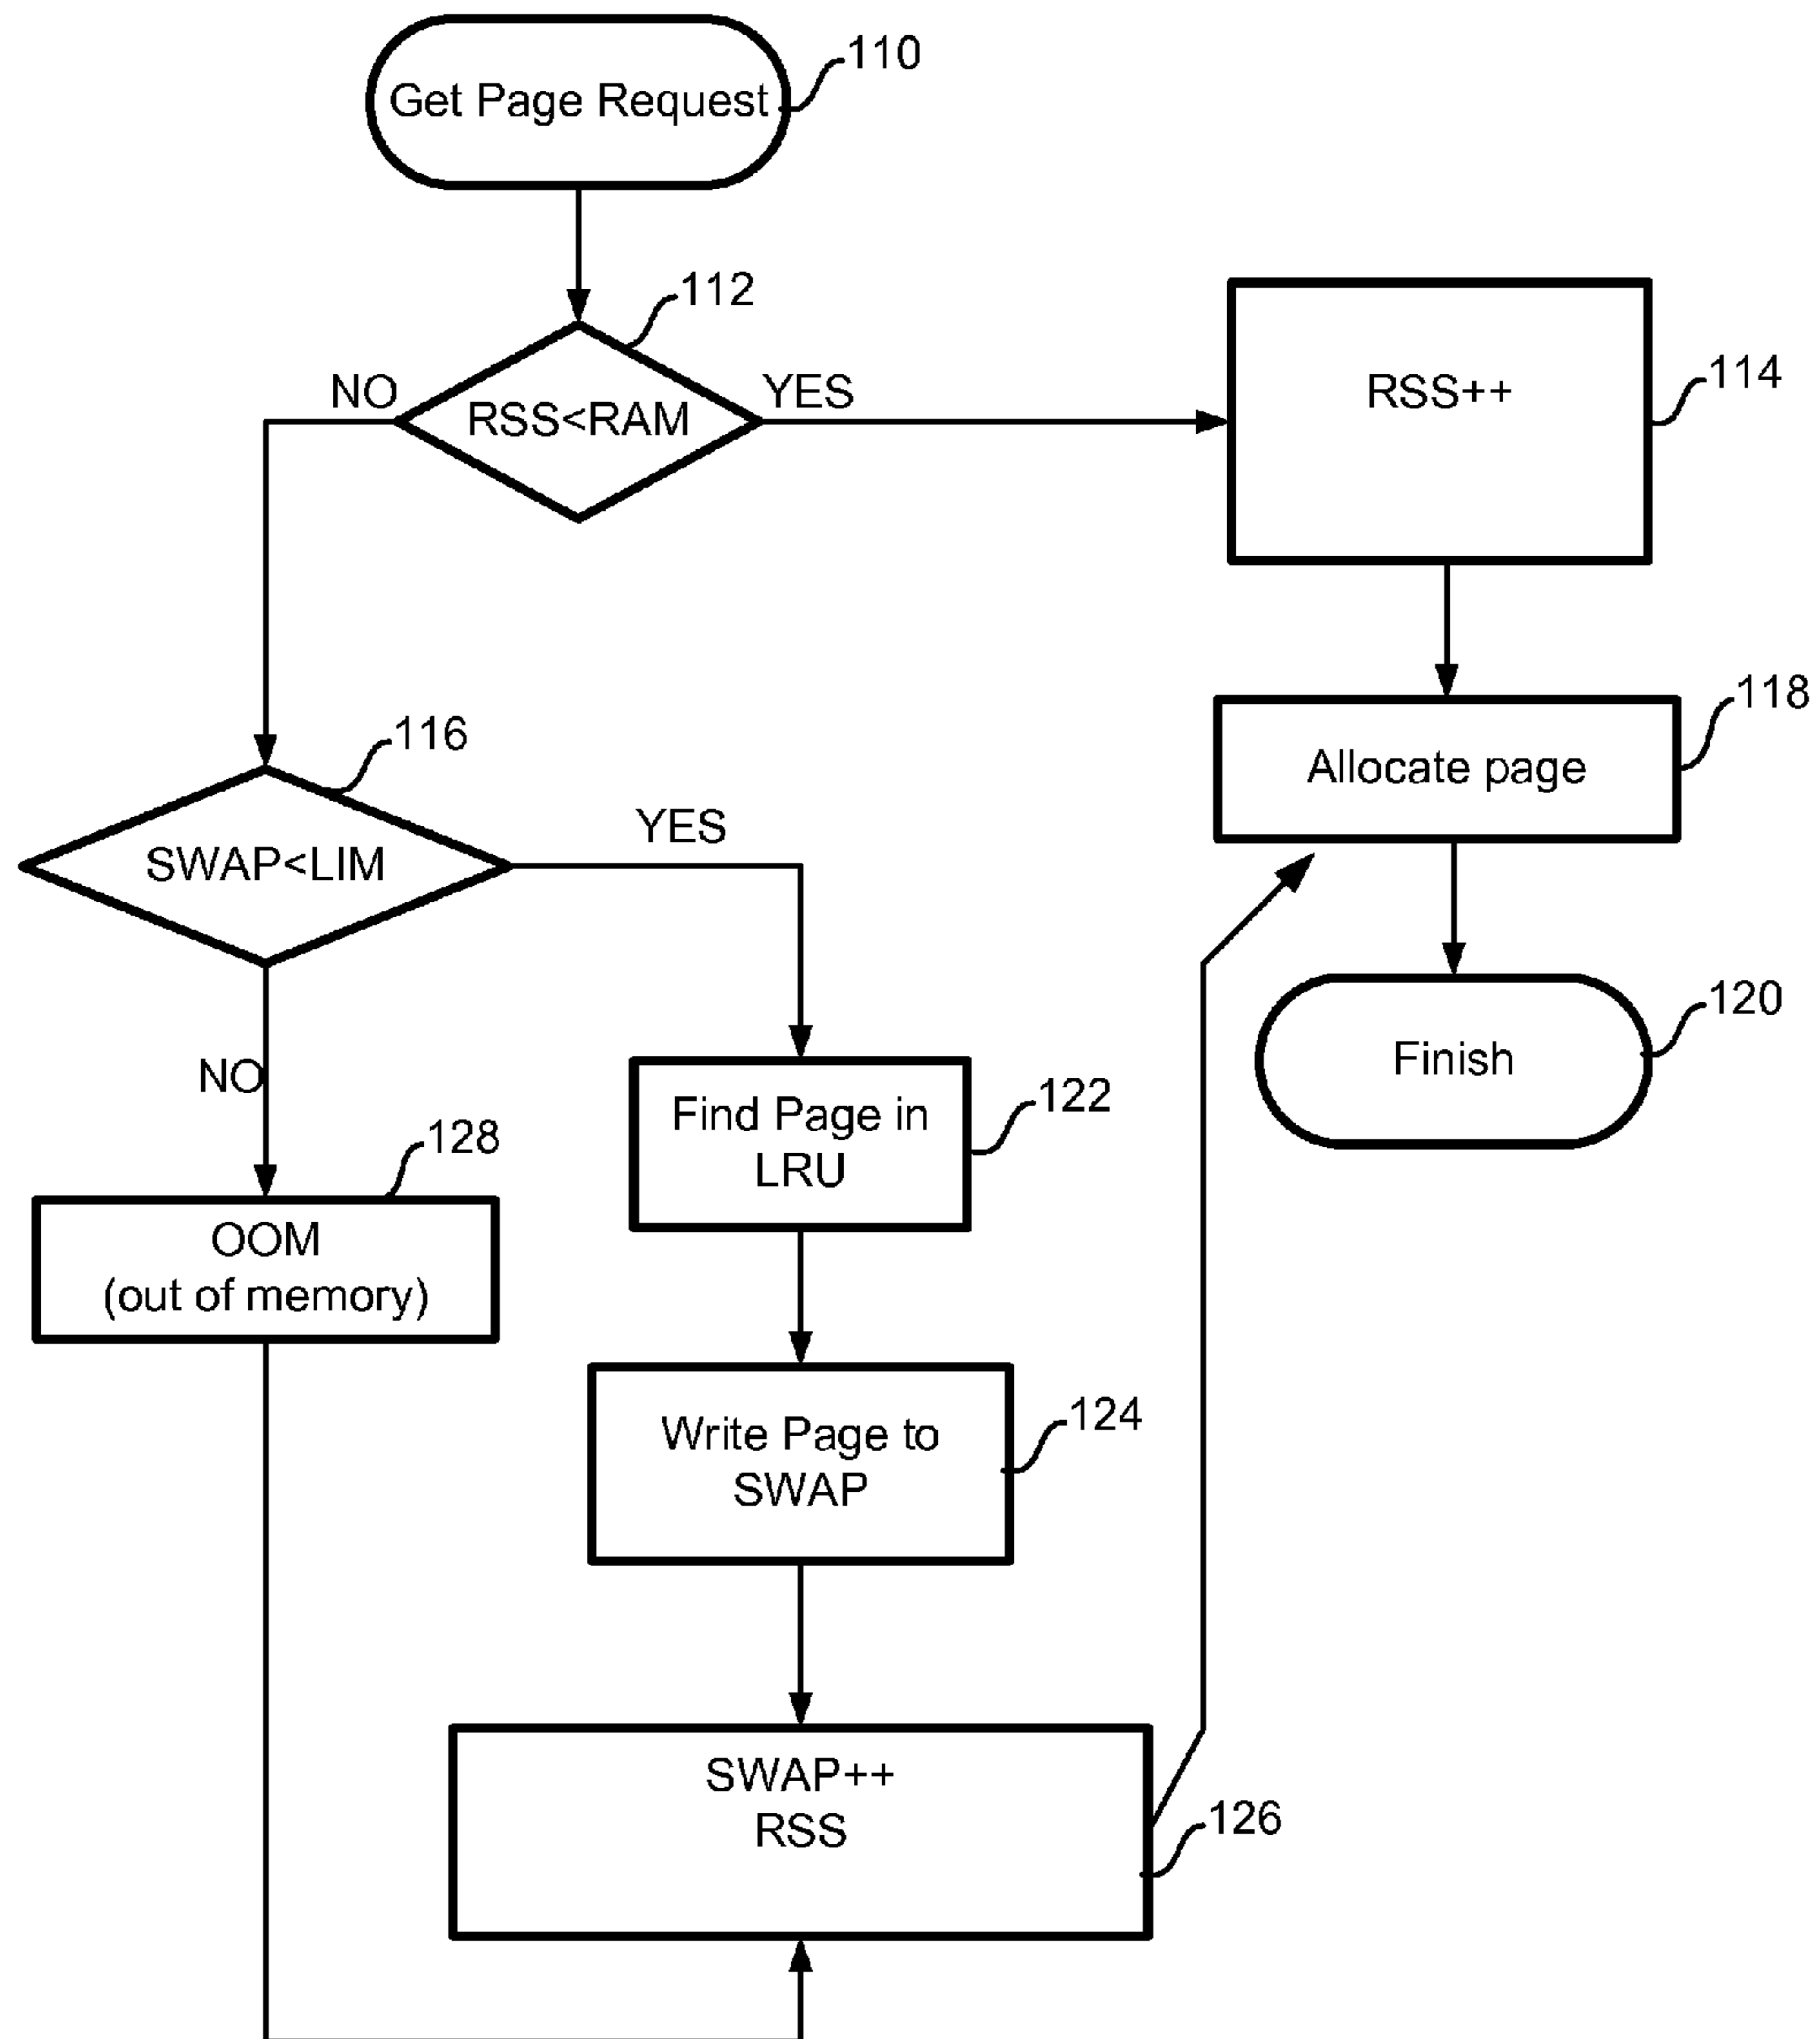 Get Page Request
110
112
NO
YES
RSS<RAM
RSS++
114
118
Allocate page
116
YES
SWAP<LIM
120
Finish
NO
122
Find Page in
LRU
128
OOM
(out of memory)
124
Write Page to
SWAP
SWAP++
RSS
126